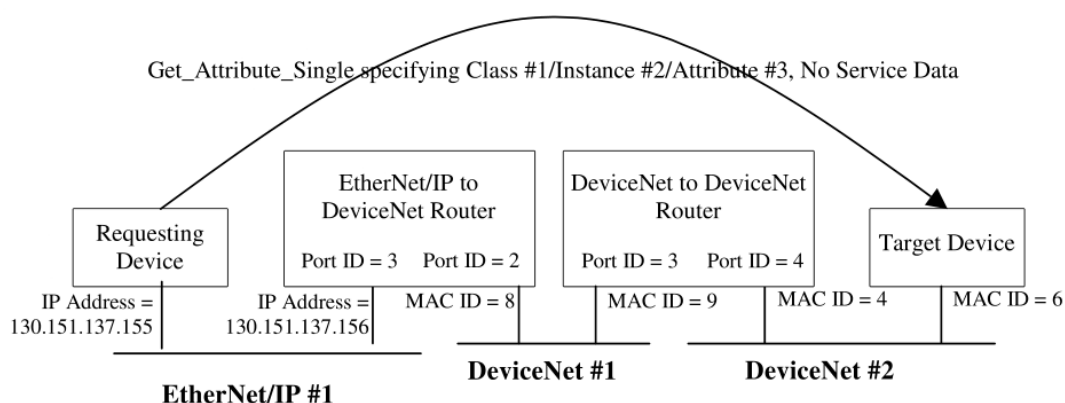 Get_Attribute_Single specifying Class #1/Instance #2/Attribute #3, No Service Data
Requesting
Device
EtherNet/IP to
DeviceNet Router
Port ID = 3 Port ID = 2
DeviceNet to DeviceNet
Router
Port ID = 3 Port ID = 4
Target Device
IP Address =
130.151.137.155
IP Address =
130.151.137.156
MAC ID = 8
MAC ID = 9
MAC ID = 4
MAC ID = 6
EtherNet/IP #1
DeviceNet #1
DeviceNet #2